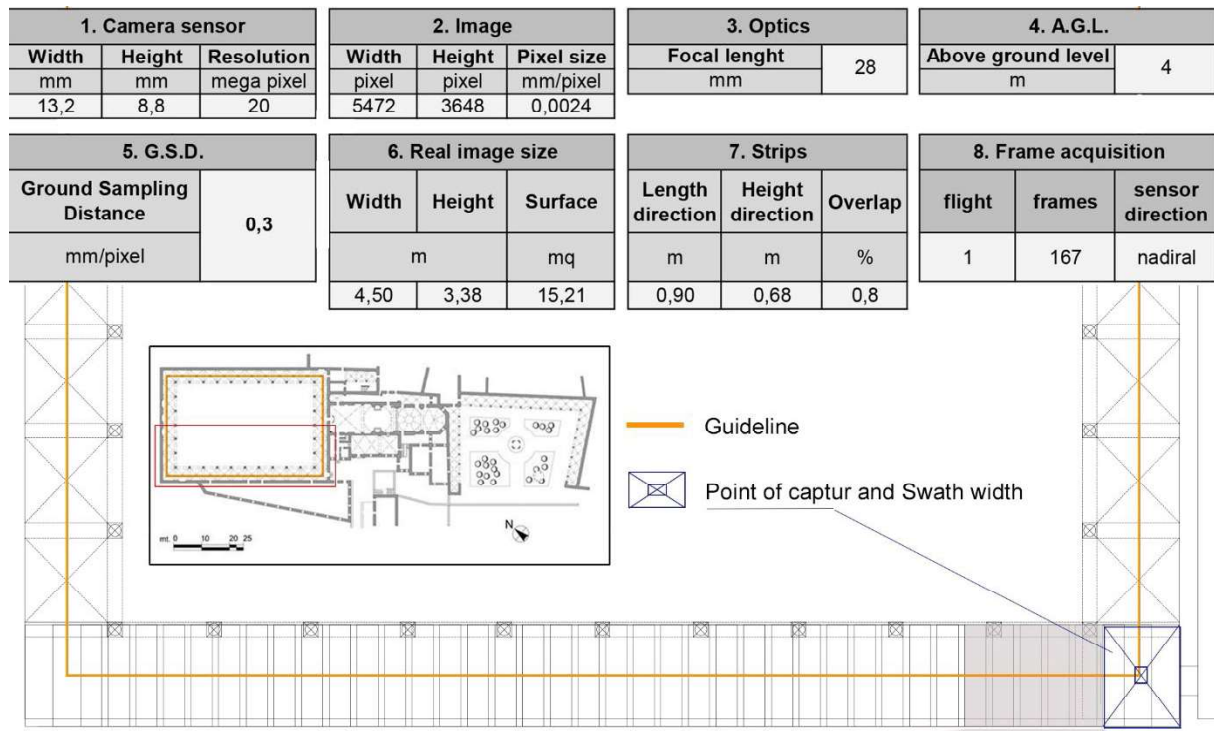 1. Camera sensor
Width Height Resolution
mm mm mega pixel
13,2 8,8 20
2. Image
Width Height Pixel size
pixel pixel mm/pixel
5472 3648 0,0024
3. Optics
Focal lenght 28
mm
4. A.G.L.
Above ground level 4
m
5. G.S.D.
Ground Sampling
Distance
0,3
mm/pixel
6. Real image size
Width Height Surface
m mq
4,50 3,38 15,21
7. Strips
Length Height Overlap
direction direction
m m %
0,90 0,68 0,8
8. Frame acquisition
flight frames sensor
direction
1 167 nadiral
N
mt. 0 10 20 25
Guideline
Point of captur and Swath width